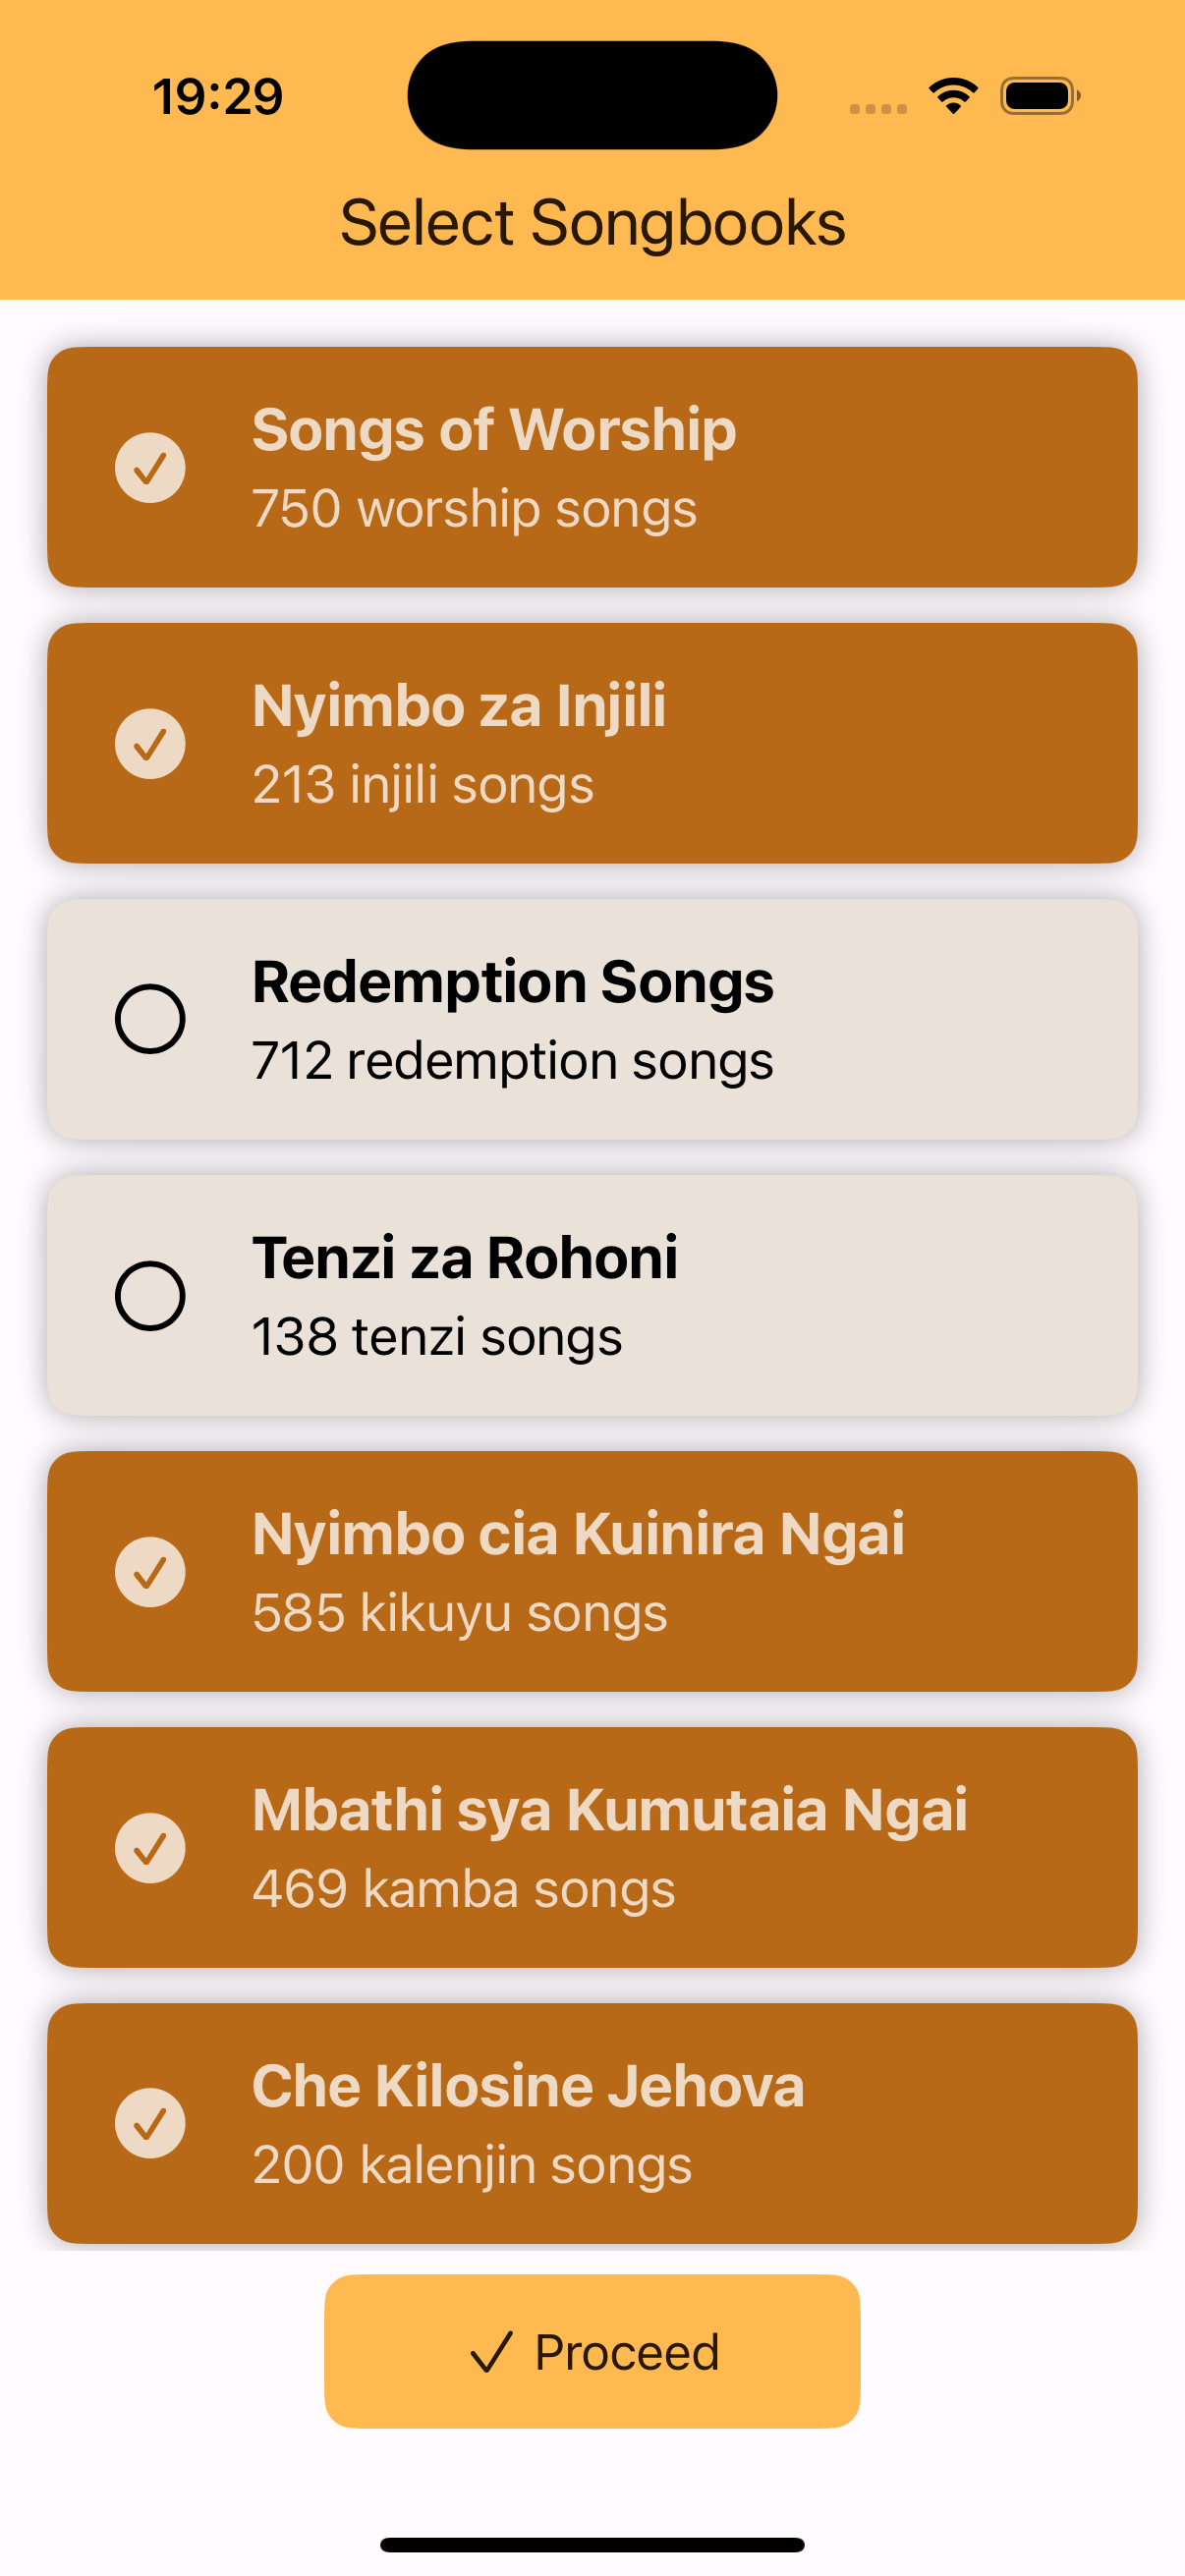 19:29
Select Songbooks
Songs of Worship
750 worship songs
Nyimbo za Injili
213 injili songs
Redemption Songs
712 redemption songs
Tenzi za Rohoni
138 tenzi songs
Nyimbo cia Kuinira Ngai
585 kikuyu songs
Mbathi sya Kumutaia Ngai
469 kamba songs
Che Kilosine Jehova
200 kalenjin songs
Proceed